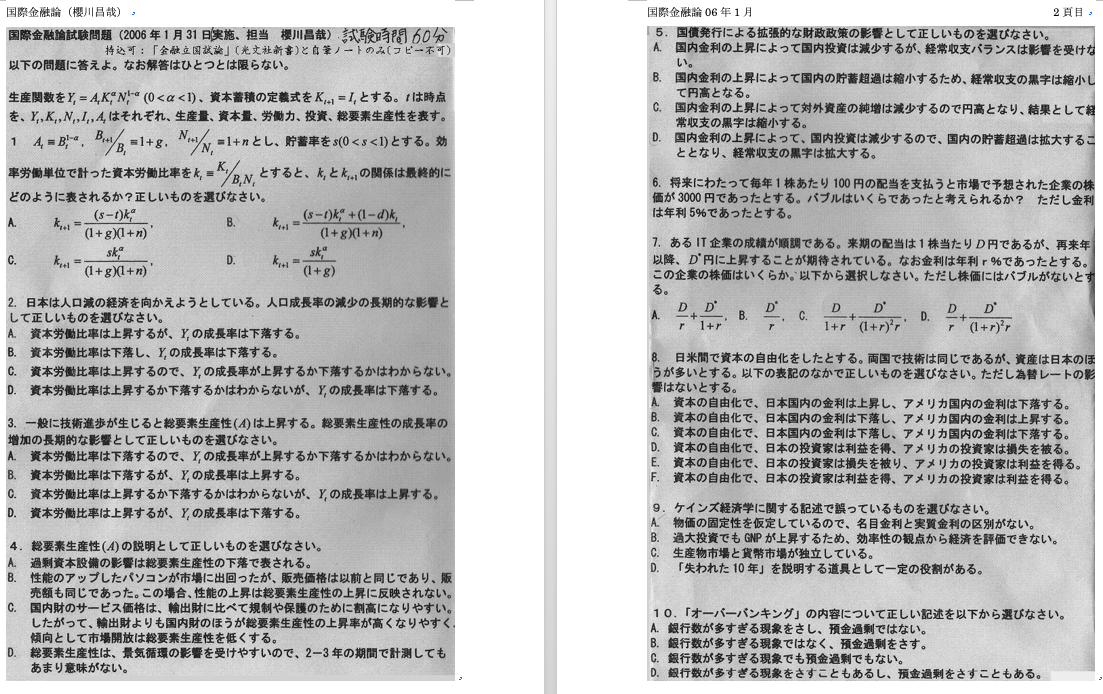 国際金融論（櫻川昌哉）
国際金融論試験問題（2006年1月31日実施、担当 櫻川昌哉）試験時間60分
持込可：「金融立国試論」（光文社新書）と自筆ノートのみ（コピー不可）
以下の問題に答えよ。なお解答はひとつとは限らない。
生産関数をY_t = A_t K_t^α N_t^{1-α} (0<α<1)、資本蓄積の定義式をK_{t+1} = I_tとする。tは時点
を、Y_t, K_t, N_t, I_t, A_tはそれぞれ、生産量、資本量、労働力、投資、総要素生産性を表す。
1 A_t ≡ B_t^{1-α}, B_{t+1}/B_t ≡ 1+g, N_{t+1}/N_t ≡ 1+nとし、貯蓄率をs(0<s<1)とする。効
率労働単位で計った資本労働比率をk_t ≡ K_t/B_tN_tとすると、k_tとk_{t+1}の関係は最終的に
どのように表されるか？正しいものを選びなさい。
A. k_{t+1} = (s-t)k_t^α/(1+g)(1+n), B. k_{t+1} = (s-t)k_t^α+(1-d)k_t/(1+g)(1+n),
C. k_{t+1} = sk_t^α/(1+g)(1+n), D. k_{t+1} = sk_t^α/(1+g)
2. 日本は人口減の経済を向かえようとしている。人口成長率の減少の長期的な影響と
して正しいものを選びなさい。
A. 資本労働比率は上昇するが、Y_tの成長率は下落する。
B. 資本労働比率は下落し、Y_tの成長率は下落する。
C. 資本労働比率は上昇するので、Y_tの成長率が上昇するか下落するかはわからない。
D. 資本労働比率は上昇するか下落するかはわからないが、Y_tの成長率は下落する。
3. 一般に技術進歩が生じると総要素生産性(A)は上昇する。総要素生産性の成長率の
増加の長期的な影響として正しいものを選びなさい。
A. 資本労働比率は下落するので、Y_tの成長率が上昇するか下落するかはわからない。
B. 資本労働比率は下落するが、Y_tの成長率は上昇する。
C. 資本労働比率は上昇するか下落するかはわからないが、Y_tの成長率は上昇する。
D. 資本労働比率は上昇するが、Y_tの成長率は下落する。
4. 総要素生産性(A)の説明として正しいものを選びなさい。
A. 過剰資本設備の影響は総要素生産性の下落で表される。
B. 性能のアップしたパソコンが市場に出回ったが、販売価格は以前と同じであり、販
売額も同じであった。この場合、性能の上昇は総要素生産性の上昇に反映されない。
C. 国内財のサービス価格は、輸出財に比べて規制や保護のために割高になりやすい。
したがって、輸出財よりも国内財のほうが総要素生産性の上昇率が高くなりやすく、
傾向として市場開放は総要素生産性を低くする。
D. 総要素生産性は、景気循環の影響を受けやすいので、2－3年の期間で計測しても
あまり意味がない。
国際金融論06年1月 2頁目
5. 国債発行による拡張的な財政政策の影響として正しいものを選びなさい。
A. 国内金利の上昇によって国内投資は減少するが、経常収支バランスは影響を受けな
い。
B. 国内金利の上昇によって国内の貯蓄超過は縮小するため、経常収支の黒字は縮小し
て円高となる。
C. 国内金利の上昇によって対外資産の純増は減少するので円高となり、結果として経
常収支の黒字は縮小する。
D. 国内金利の上昇によって、国内投資は減少するので、国内の貯蓄超過は拡大するこ
ととなり、経常収支の黒字は拡大する。
6. 将来にわたって毎年1株あたり100円の配当を支払うと市場で予想された企業の株
価が3000円であったとする。バブルはいくらであったと考えられるか？ ただし金利
は年利5%であったとする。
7. あるIT企業の成績が順調である。来期の配当は1株当たりD円であるが、再来年
以降、D*円に上昇することが期待されている。なお金利は年利r%であったとする。
この企業の株価はいくらか。以下から選択しなさい。ただし株価にはバブルがないとす
る。
A. D/r + D*/1+r, B. D*/r, C. D/1+r + D*/(1+r)^2r, D. D/r + D*/(1+r)^2r
8. 日米間で資本の自由化をしたとする。両国で技術は同じであるが、資産は日本のほ
うが多いとする。以下の表記のなかで正しいものを選びなさい。ただし為替レートの影
響はないとする。
A. 資本の自由化で、日本国内の金利は上昇し、アメリカ国内の金利は下落する。
B. 資本の自由化で、日本国内の金利は下落し、アメリカ国内の金利は上昇する。
C. 資本の自由化で、日本国内の金利は下落し、アメリカ国内の金利は下落する。
D. 資本の自由化で、日本の投資家は利益を得、アメリカの投資家は損失を被る。
E. 資本の自由化で、日本の投資家は損失を被り、アメリカの投資家は利益を得る。
F. 資本の自由化で、日本の投資家は利益を得、アメリカの投資家は利益を得る。
9. ケインズ経済学に関する記述で誤っているものを選びなさい。
A. 物価の固定性を仮定しているので、名目金利と実質金利の区別がない。
B. 過大投資でもGNPが上昇するため、効率性の観点から経済を評価できない。
C. 生産物市場と貨幣市場が独立している。
D. 「失われた10年」を説明する道具として一定の役割がある。
10. 「オーバーバンキング」の内容について正しい記述を以下から選びなさい。
A. 銀行数が多すぎる現象をさし、預金過剰ではない。
B. 銀行数が多すぎる現象ではなく、預金過剰をさす。
C. 銀行数が多すぎる現象でも預金過剰でもない。
D. 銀行数が多すぎる現象をさすこともあるし、預金過剰をさすこともある。